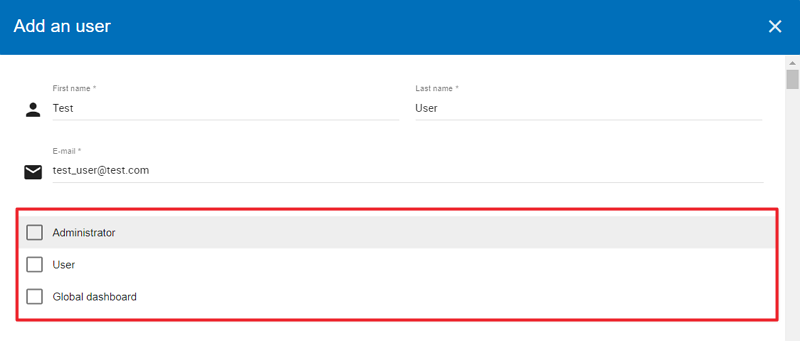 Add an user
First name * Last name *
Test User
E-mail *
test_user@test.com
Administrator
User
Global dashboard